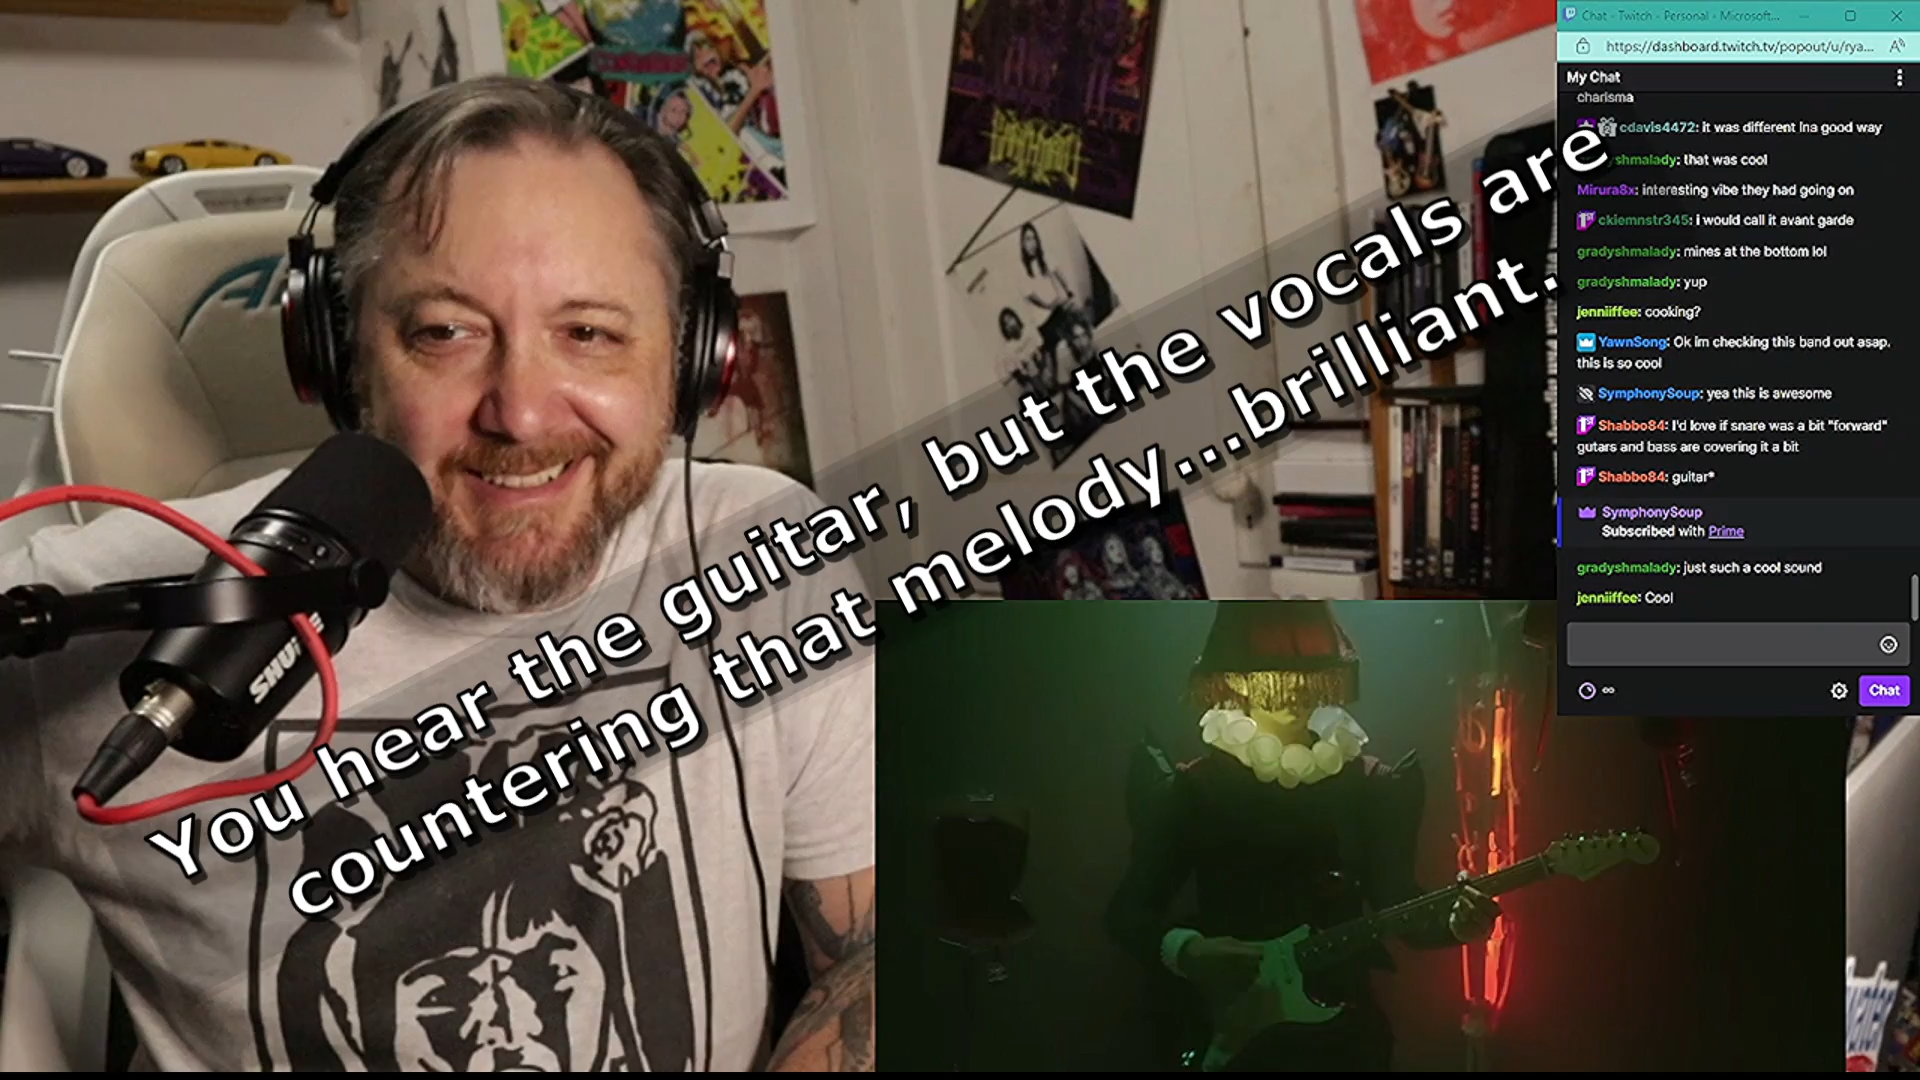 You hear the guitar, but the vocals are
countering that melody...brilliant.
SHURE
Chat - Twitch - Personal - Microsoft...
https://dashboard.twitch.tv/popout/u/rya...
My Chat
charisma
cdavis4472: it was different ina good way
shmalady: that was cool
Mirura8x: interesting vibe they had going on
ckiemnstr345: i would call it avant garde
gradyshmalady: mines at the bottom lol
gradyshmalady: yup
jenniiffee: cooking?
YawnSong: Ok im checking this band out asap.
this is so cool
SymphonySoup: yea this is awesome
Shabbo84: I'd love if snare was a bit "forward"
gutars and bass are covering it a bit
Shabbo84: guitar*
SymphonySoup
Subscribed with Prime
gradyshmalady: just such a cool sound
jenniiffee: Cool
Chat